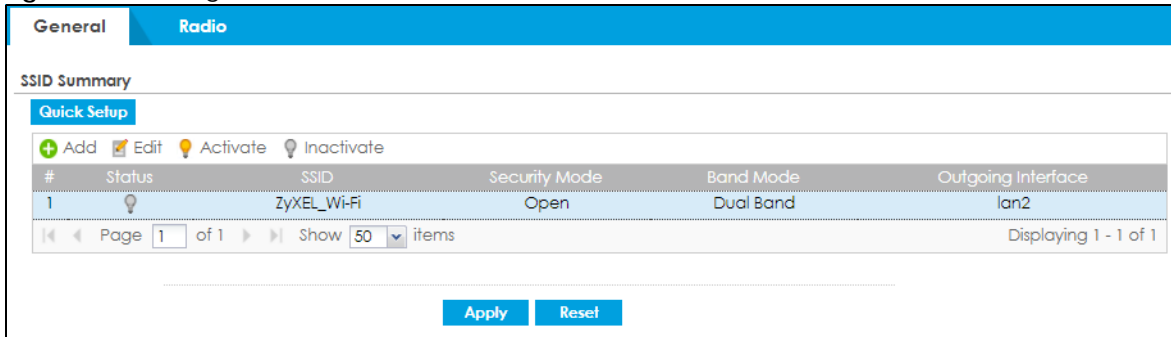 General Radio
SSID Summary
Quick Setup
Add Edit Activate Inactivate
# Status SSID Security Mode Band Mode Outgoing Interface
1 ZyXEL_Wi-Fi Open Dual Band lan2
Page 1 of 1 Show 50 items Displaying 1 - 1 of 1
Apply Reset